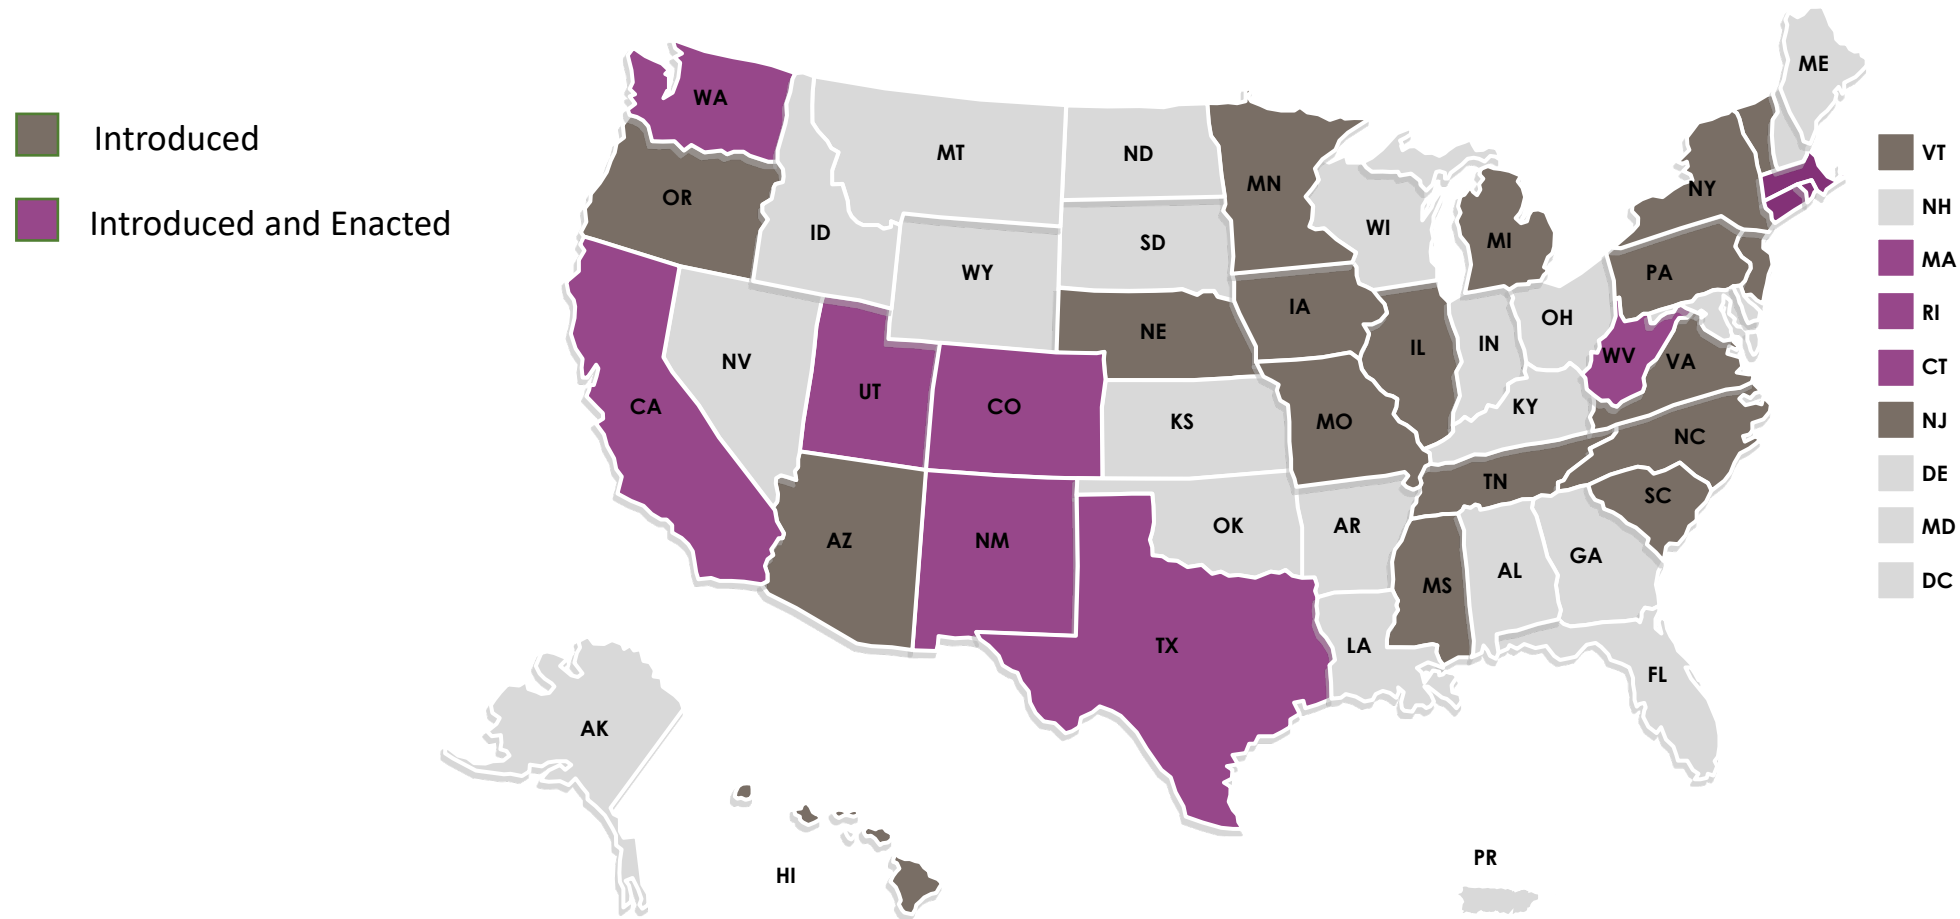 Introduced
Introduced and Enacted
WA
OR
CA
ID
NV
MT
WY
UT
CO
AZ
NM
ND
SD
NE
KS
OK
TX
MN
IA
MO
AR
LA
WI
IL
MI
IN
OH
KY
TN
MS
AL
GA
FL
SC
NC
VA
WV
PA
NY
ME
VT
NH
MA
RI
CT
NJ
DE
MD
DC
AK
HI
PR